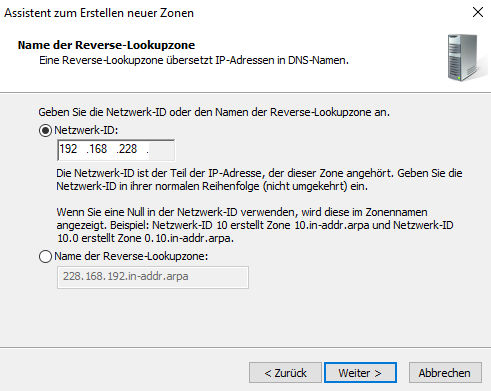 Assistent zum Erstellen neuer Zonen
Name der Reverse-Lookupzone
Eine Reverse-Lookupzone übersetzt IP-Adressen in DNS-Namen.
Geben Sie die Netzwerk-ID oder den Namen der Reverse-Lookupzone an.
Netzwerk-ID:
192 .168 .228 .
Die Netzwerk-ID ist der Teil der IP-Adresse, der dieser Zone angehört. Geben Sie die
Netzwerk-ID in ihrer normalen Reihenfolge (nicht umgekehrt) ein.
Wenn Sie eine Null in der Netzwerk-ID verwenden, wird diese im Zonennamen
angezeigt. Beispiel: Netzwerk-ID 10 erstellt Zone 10.in-addr.arpa und Netzwerk-ID
10.0 erstellt Zone 0.10.in-addr.arpa.
Name der Reverse-Lookupzone:
228.168.192.in-addr.arpa
< Zurück Weiter > Abbrechen